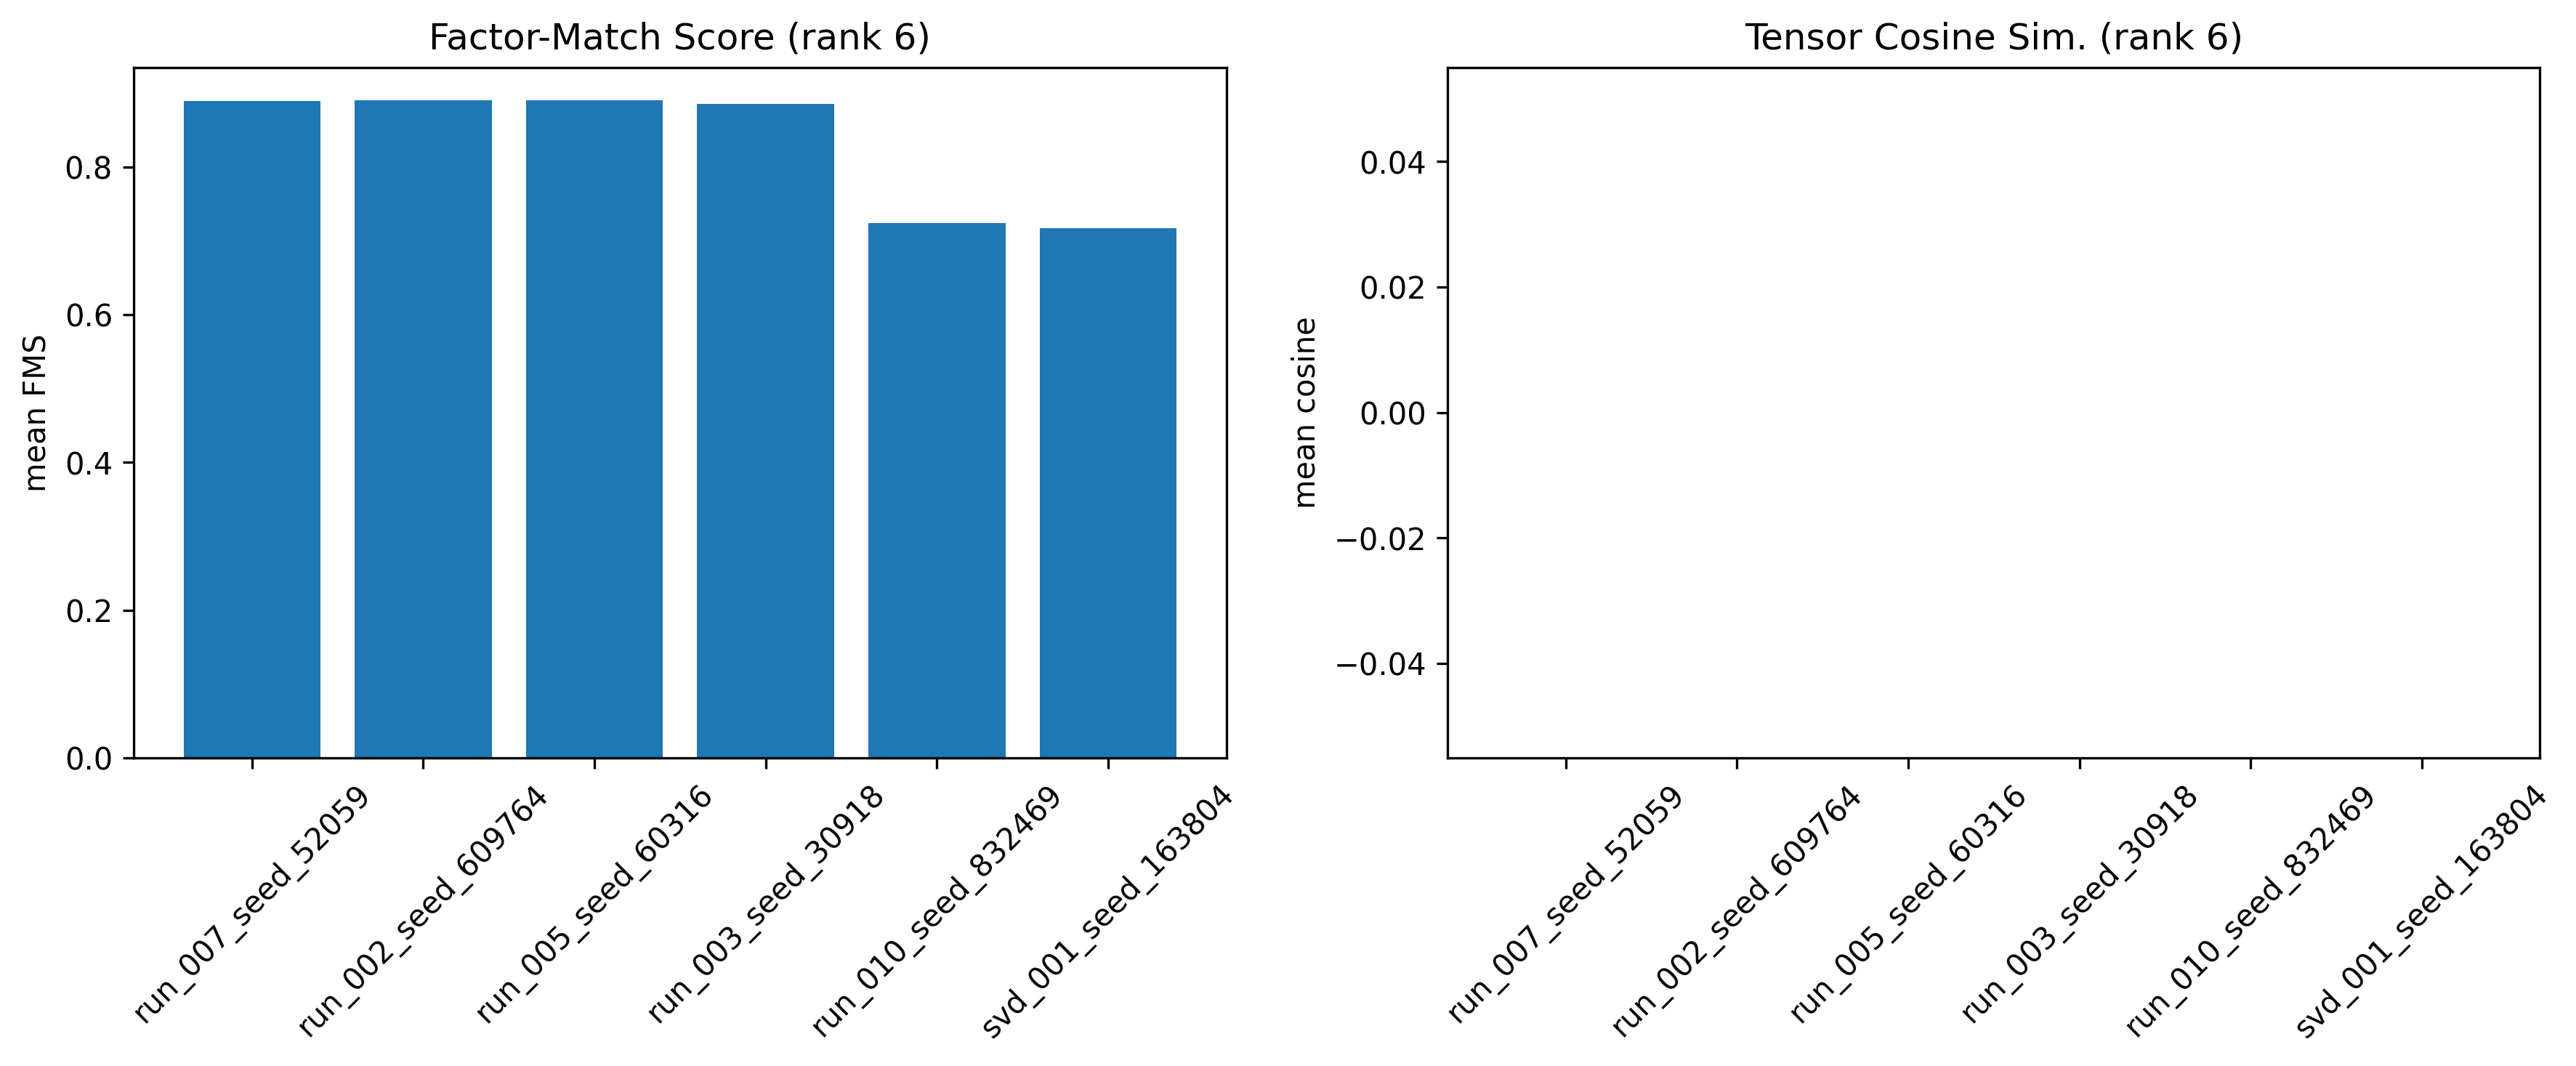 Factor-Match Score (rank 6)
mean FMS
0.8
0.6
0.4
0.2
0.0
run_007_seed_52059
run_002_seed_609764
run_005_seed_60316
run_003_seed_30918
run_010_seed_832469
svd_001_seed_163804
Tensor Cosine Sim. (rank 6)
mean cosine
0.04
0.02
0.00
−0.02
−0.04
run_007_seed_52059
run_002_seed_609764
run_005_seed_60316
run_003_seed_30918
run_010_seed_832469
svd_001_seed_163804